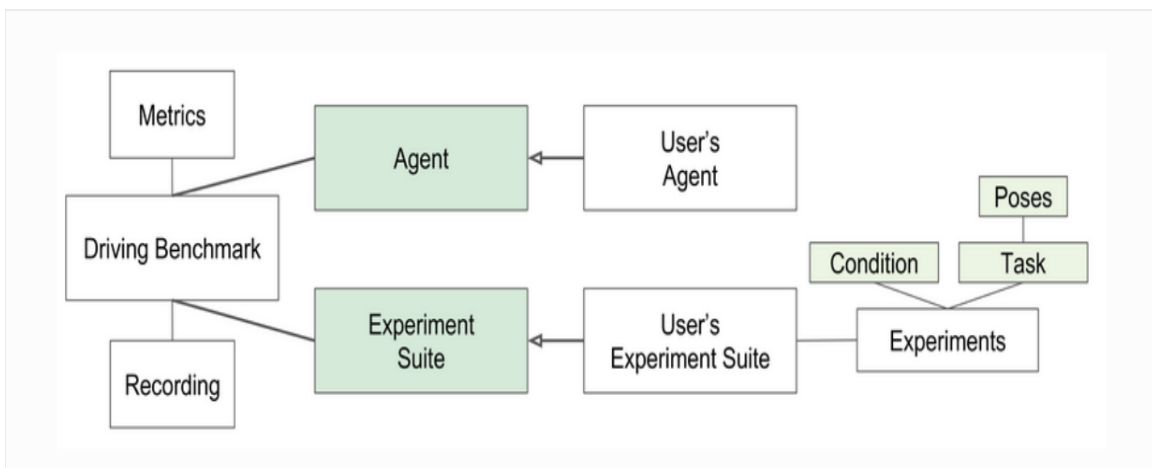 Metrics
Agent
User's
Agent
Poses
Driving Benchmark
Condition
Task
Experiment
Suite
User's
Experiment Suite
Experiments
Recording